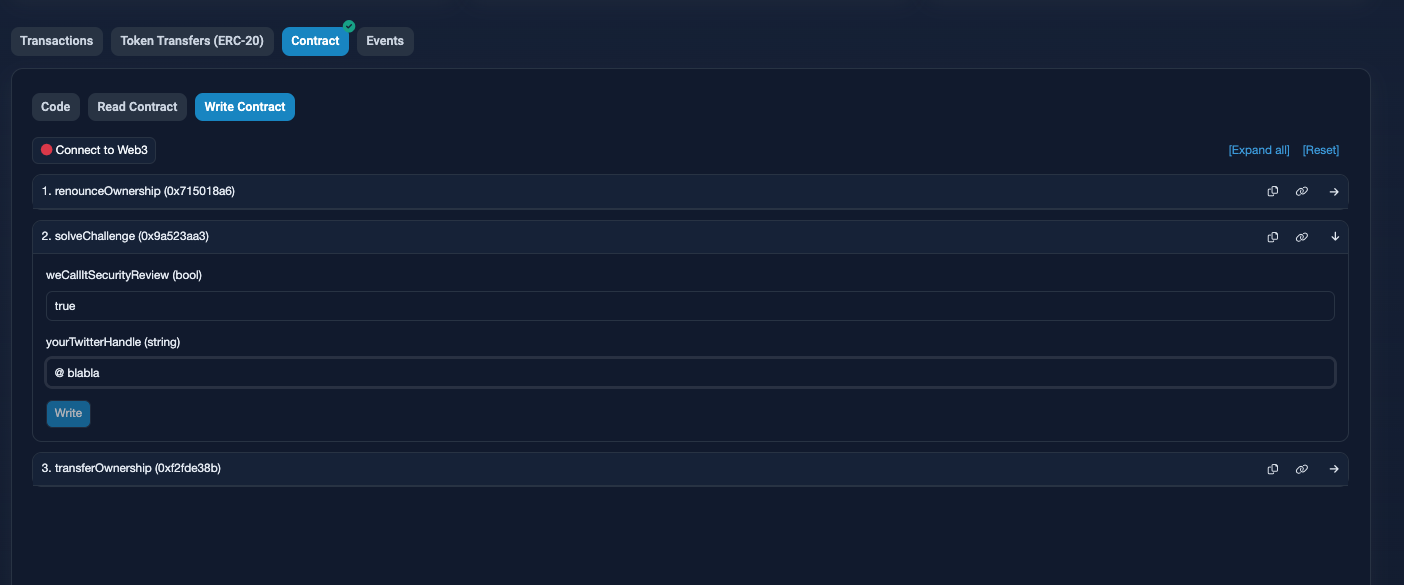 Transactions Token Transfers (ERC-20) Contract Events
Code Read Contract Write Contract
Connect to Web3 [Expand all] [Reset]
1. renounceOwnership (0x715018a6)
2. solveChallenge (0x9a523aa3)
weCallItSecurityReview (bool)
true
yourTwitterHandle (string)
@ blabla
Write
3. transferOwnership (0xf2fde38b)